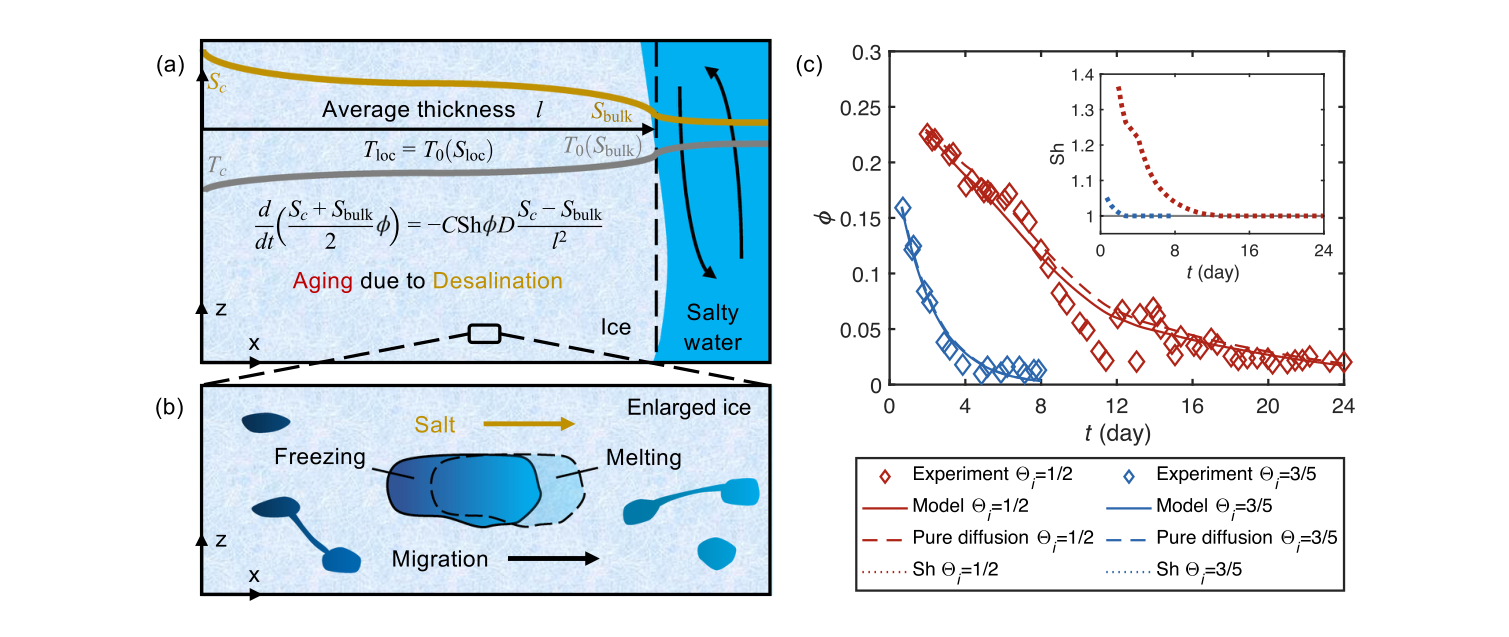 (a)
S_c
Average thickness l
S_bulk
T_loc = T_0(S_loc)
T_0(S_bulk)
T_c
d/dt((S_c + S_bulk)/2 ϕ) = −CShϕD (S_c − S_bulk)/l²
Aging due to Desalination
z
x
Ice
Salty
water
(b)
Enlarged ice
Salt
Freezing
Melting
Migration
z
x
(c)
ϕ
0.3
0.25
0.2
0.15
0.1
0.05
0
0 4 8 12 16 20 24
t (day)
Sh
1.4
1.3
1.2
1.1
1
0 8 16 24
t (day)
Experiment Θ_i=1/2 Experiment Θ_i=3/5
Model Θ_i=1/2 Model Θ_i=3/5
Pure diffusion Θ_i=1/2 Pure diffusion Θ_i=3/5
Sh Θ_i=1/2 Sh Θ_i=3/5